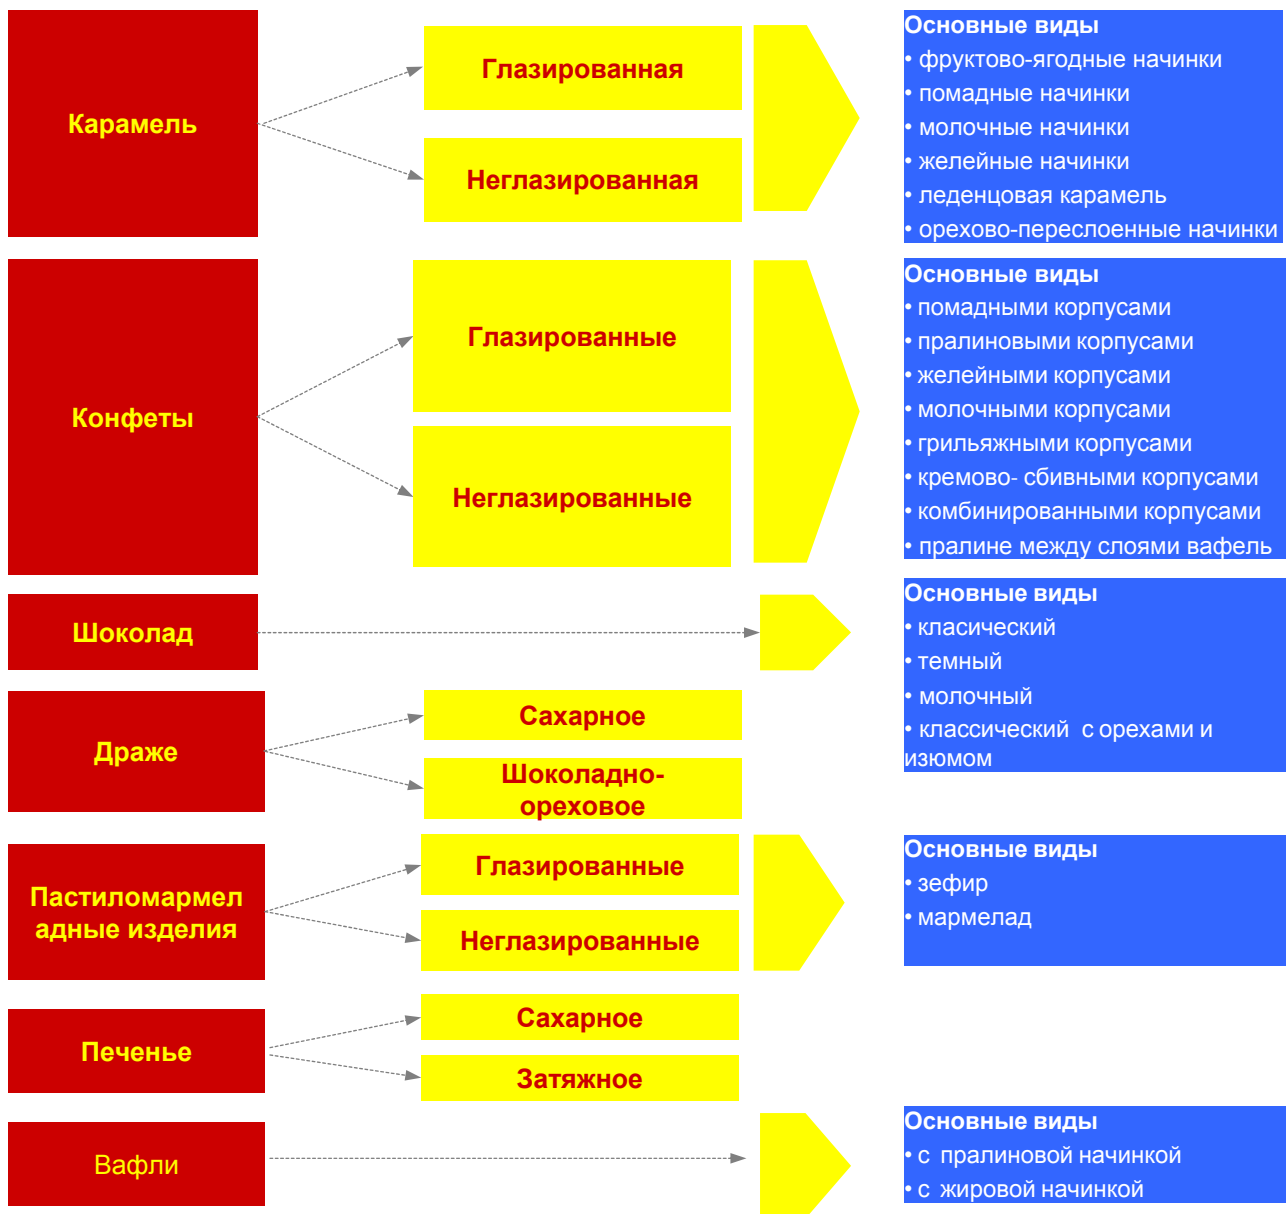 Карамель
Глазированная
Неглазированная
Основные виды
• фруктово-ягодные начинки
• помадные начинки
• молочные начинки
• желейные начинки
• леденцовая карамель
• орехово-переслоенные начинки
Конфеты
Глазированные
Неглазированные
Основные виды
• помадными корпусами
• пралиновыми корпусами
• желейными корпусами
• молочными корпусами
• грильяжными корпусами
• кремово- сбивными корпусами
• комбинированными корпусами
• пралине между слоями вафель
Шоколад
Основные виды
• класический
• темный
• молочный
• классический с орехами и
изюмом
Драже
Сахарное
Шоколадно-
ореховое
Пастиломармел
адные изделия
Глазированные
Неглазированные
Основные виды
• зефир
• мармелад
Печенье
Сахарное
Затяжное
Вафли
Основные виды
• с пралиновой начинкой
• с жировой начинкой